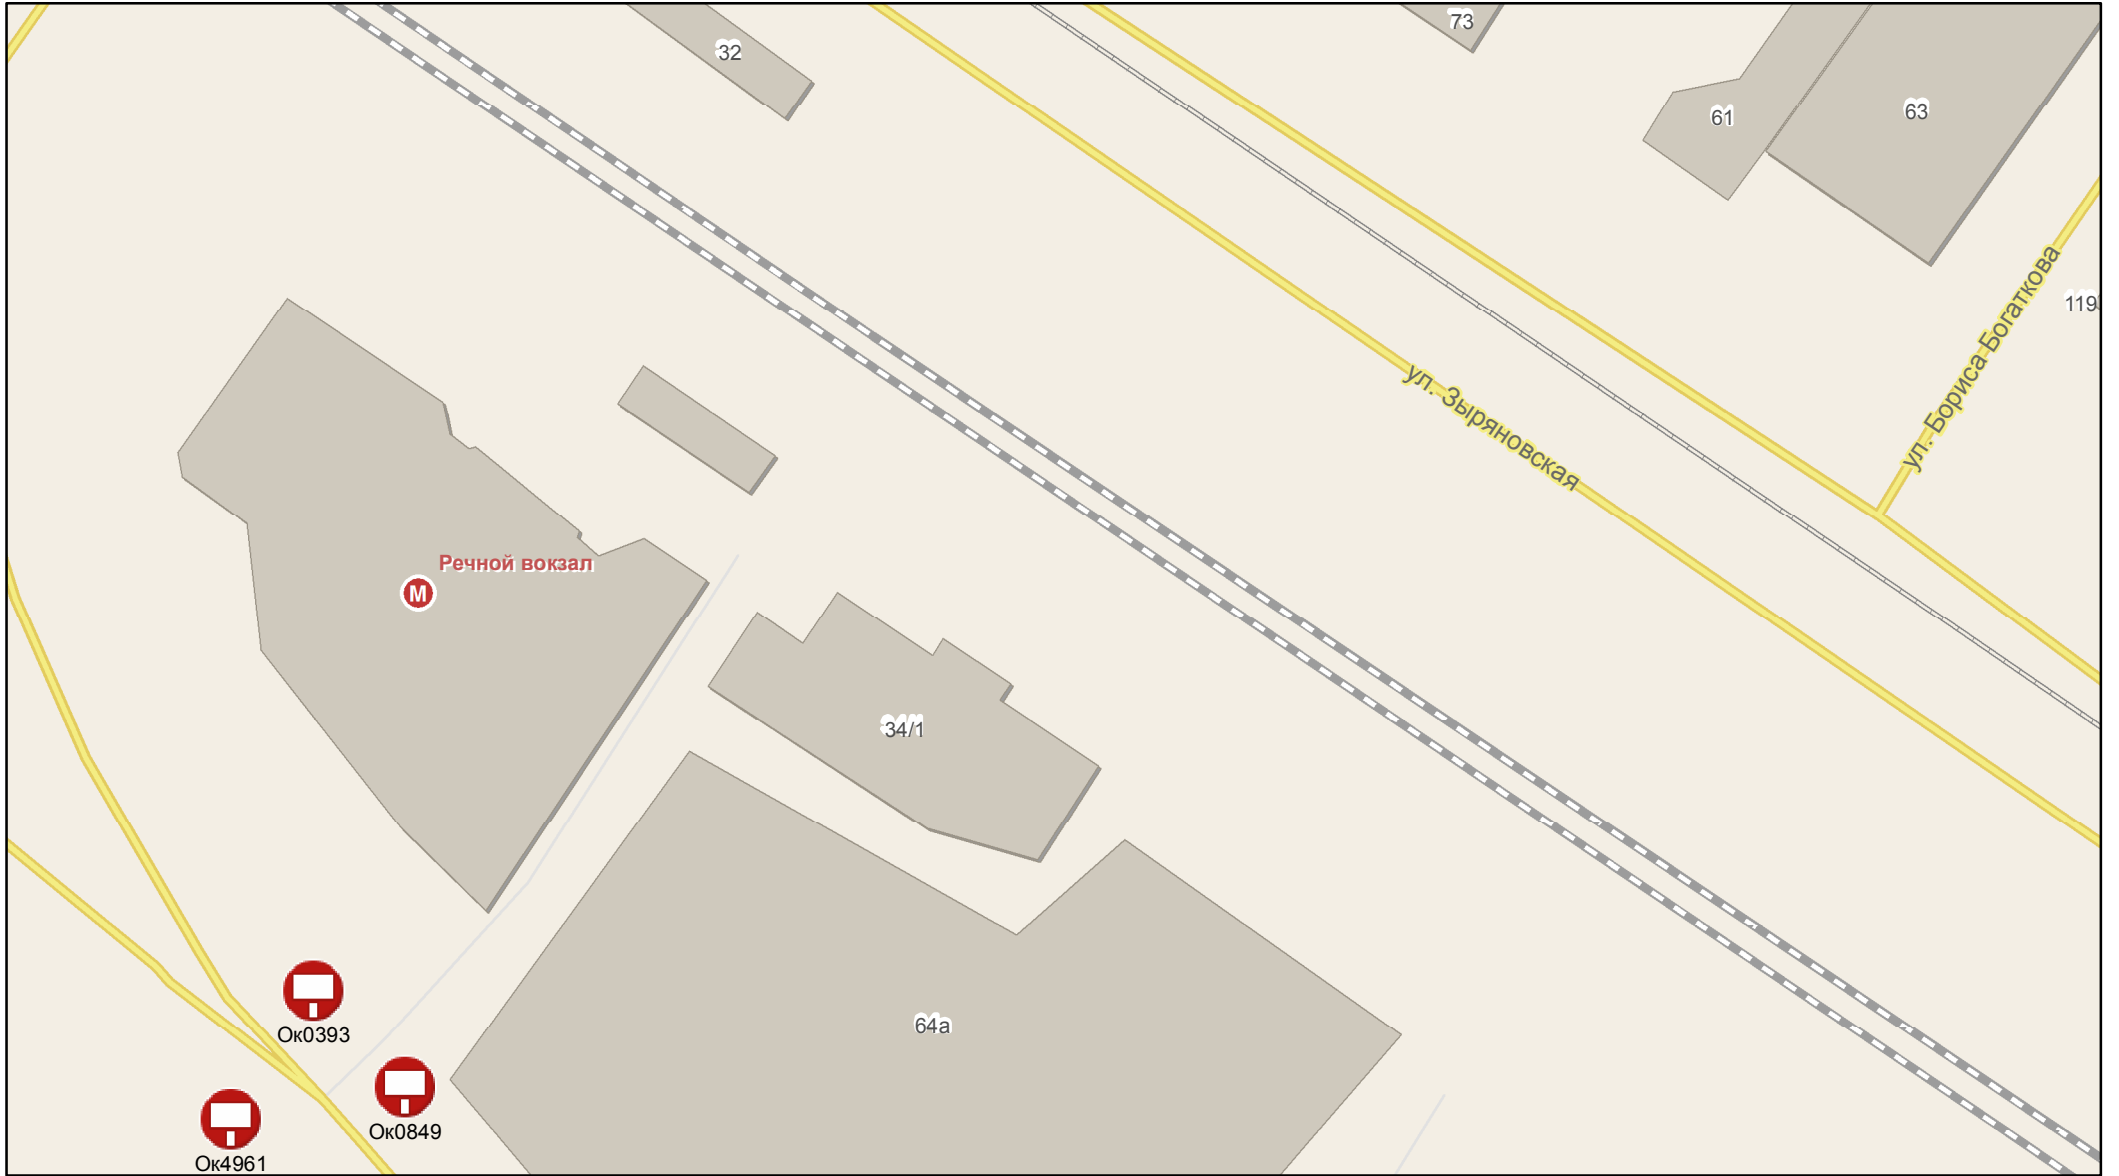 73
32
61
63
ул. Бориса Богаткова
119
ул. Зыряновская
Речной вокзал
М
34/1
64а
Ок0393
Ок0849
Ок4961